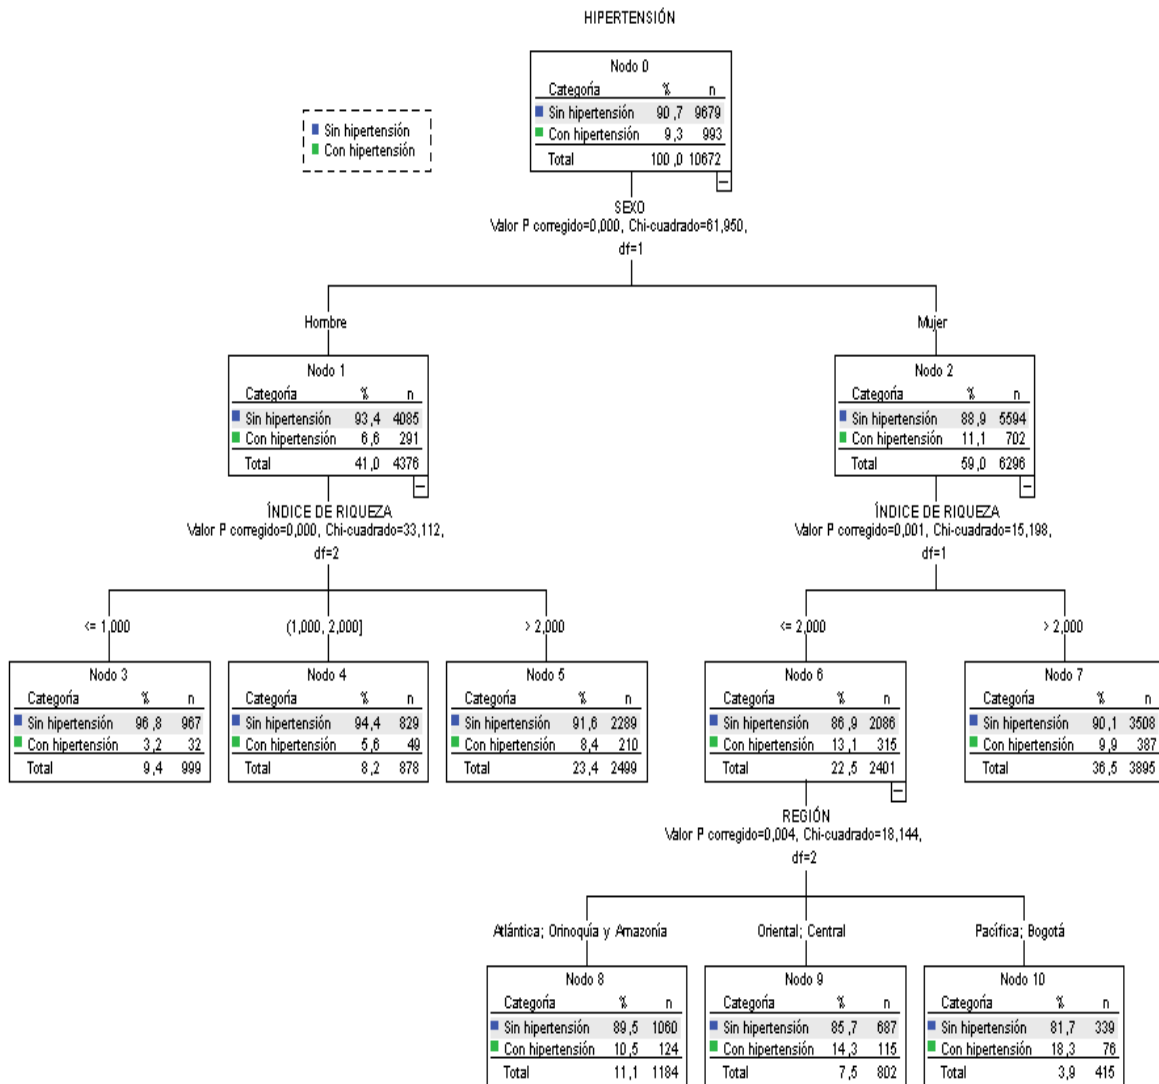 HIPERTENSIÓN
Sin hipertensión
Con hipertensión
Nodo 0
Categoría % n
Sin hipertensión 90,7 9679
Con hipertensión 9,3 993
Total 100,0 10672
SEXO
Valor P corregido=0,000, Chi-cuadrado=61,950,
df=1
Hombre
Mujer
Nodo 1
Categoría % n
Sin hipertensión 93,4 4085
Con hipertensión 6,6 291
Total 41,0 4376
Nodo 2
Categoría % n
Sin hipertensión 88,9 5594
Con hipertensión 11,1 702
Total 59,0 6296
ÍNDICE DE RIQUEZA
Valor P corregido=0,000, Chi-cuadrado=33,112,
df=2
ÍNDICE DE RIQUEZA
Valor P corregido=0,001, Chi-cuadrado=15,198,
df=1
<= 1,000
(1,000, 2,000]
> 2,000
<= 2,000
> 2,000
Nodo 3
Categoría % n
Sin hipertensión 96,8 967
Con hipertensión 3,2 32
Total 9,4 999
Nodo 4
Categoría % n
Sin hipertensión 94,4 829
Con hipertensión 5,6 49
Total 8,2 878
Nodo 5
Categoría % n
Sin hipertensión 91,6 2289
Con hipertensión 8,4 210
Total 23,4 2499
Nodo 6
Categoría % n
Sin hipertensión 86,9 2086
Con hipertensión 13,1 315
Total 22,5 2401
Nodo 7
Categoría % n
Sin hipertensión 90,1 3508
Con hipertensión 9,9 387
Total 36,5 3895
REGIÓN
Valor P corregido=0,004, Chi-cuadrado=18,144,
df=2
Atlántica; Orinoquía y Amazonía
Oriental; Central
Pacífica; Bogotá
Nodo 8
Categoría % n
Sin hipertensión 89,5 1060
Con hipertensión 10,5 124
Total 11,1 1184
Nodo 9
Categoría % n
Sin hipertensión 85,7 687
Con hipertensión 14,3 115
Total 7,5 802
Nodo 10
Categoría % n
Sin hipertensión 81,7 339
Con hipertensión 18,3 76
Total 3,9 415